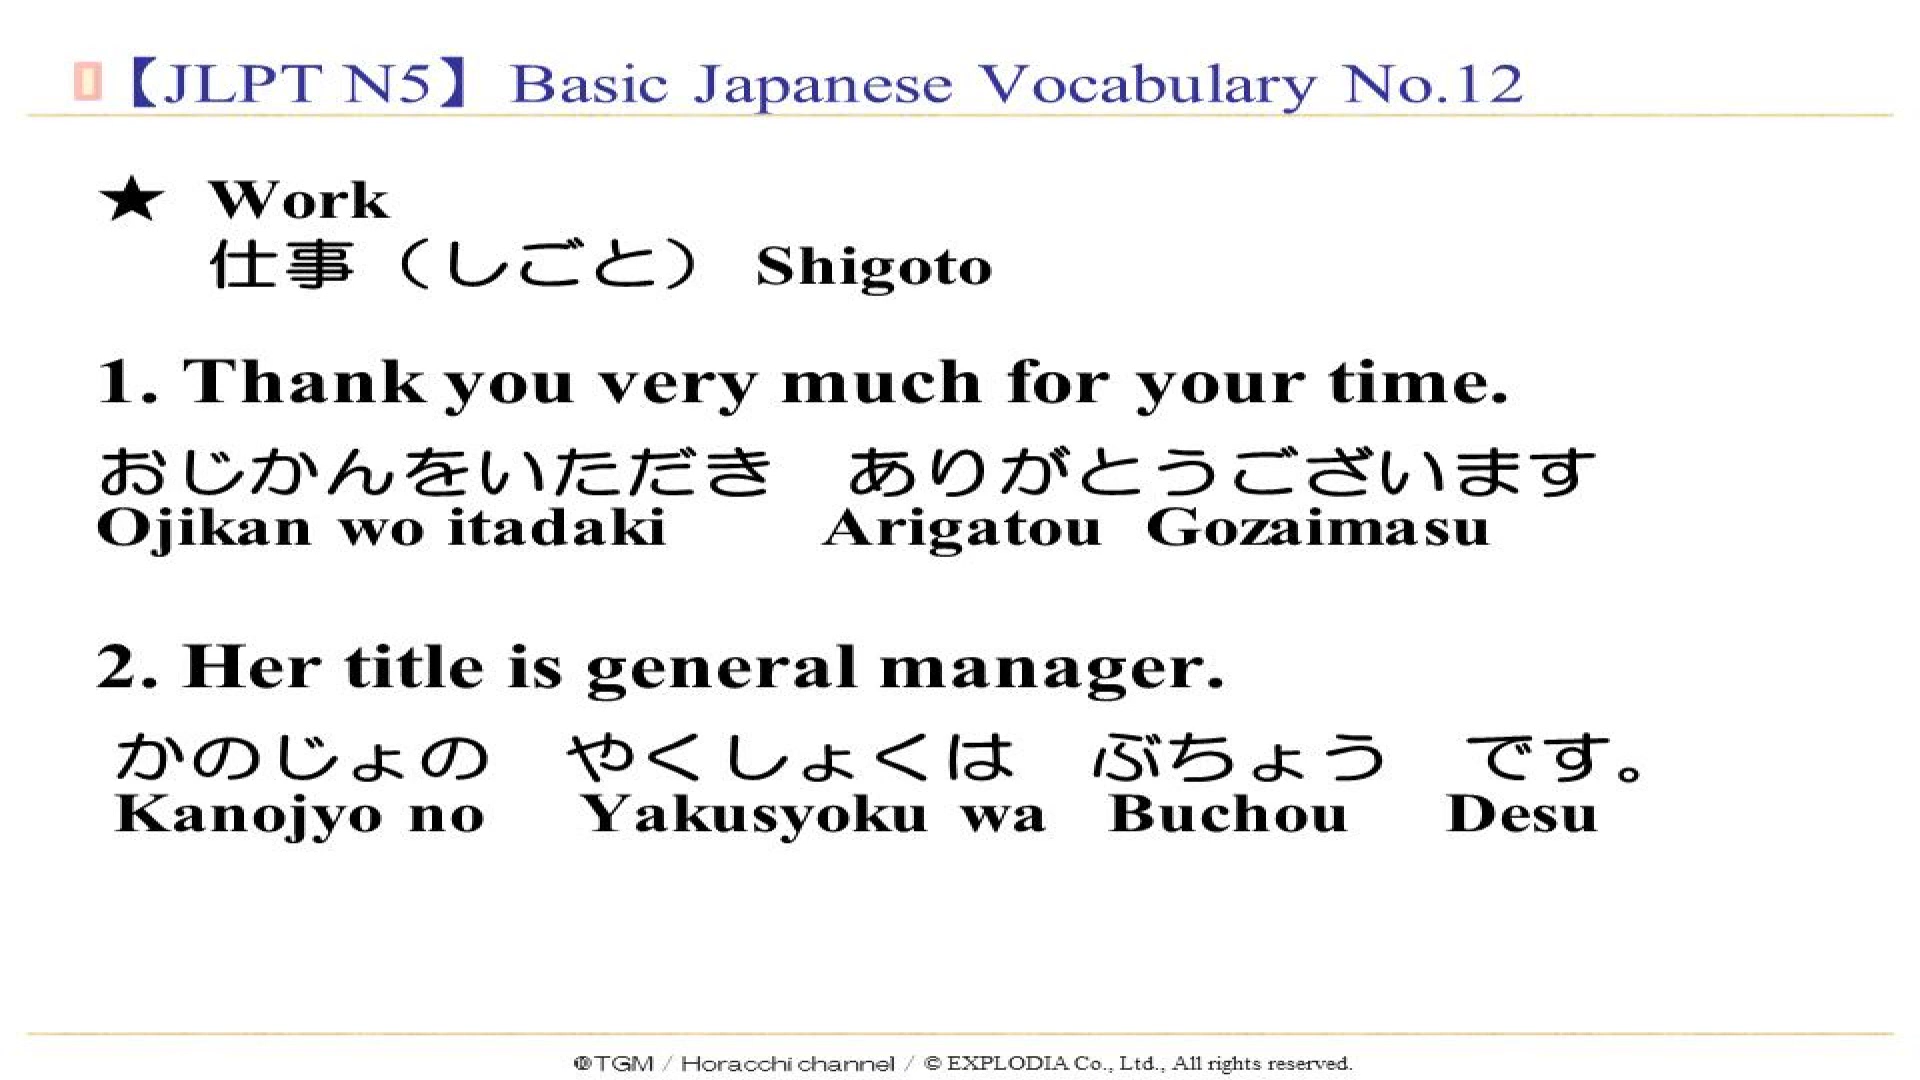 【JLPT N5】 Basic Japanese Vocabulary No.12
★ Work
仕事（しごと） Shigoto
1. Thank you very much for your time.
おじかんをいただき　ありがとうございます
Ojikan wo itadaki Arigatou Gozaimasu
2. Her title is general manager.
かのじょの　やくしょくは　ぶちょう　です。
Kanojyo no Yakusyoku wa Buchou Desu
TGM / Horacchi channel / © EXPLODIA Co., Ltd., All rights reserved.